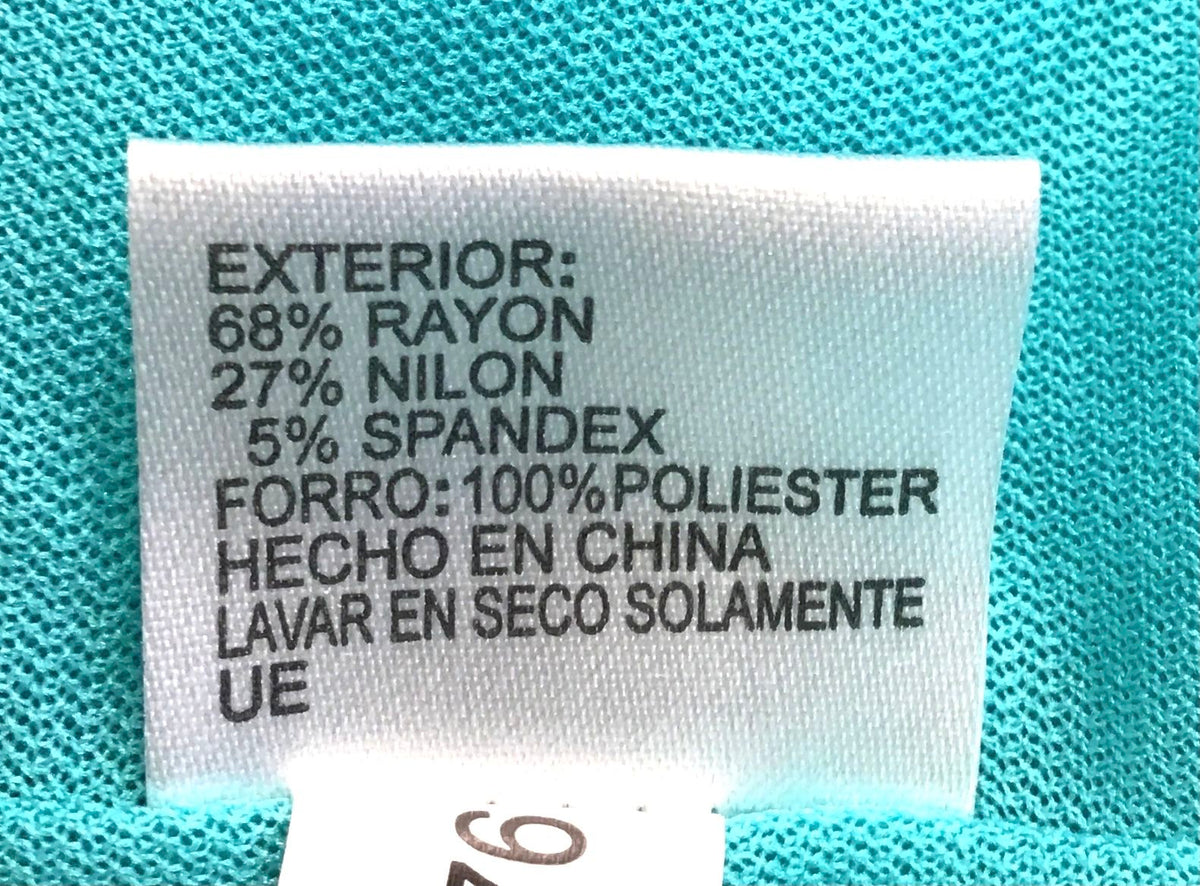 EXTERIOR:
68% RAYON
27% NILON
5% SPANDEX
FORRO: 100% POLIESTER
HECHO EN CHINA
LAVAR EN SECO SOLAMENTE
UE